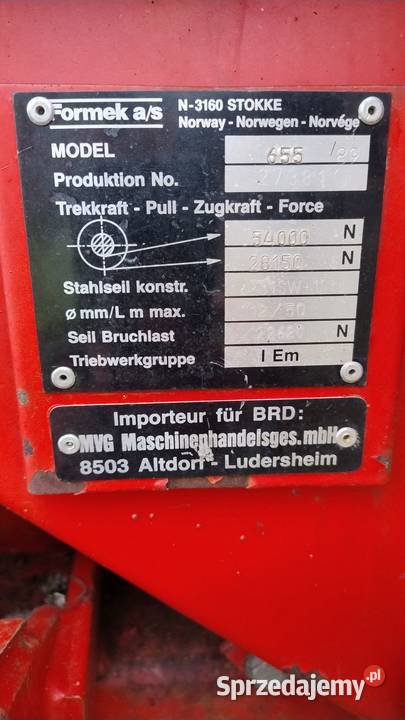 Formek a/s N-3160 STOKKE
Norway - Norwegen - Norvége
MODEL 655
Produktion No.
Trekkraft - Pull - Zugkraft - Force
54000 N
28150 N
Stahlseil konstr.
ø mm/L m max.
Seil Bruchlast N
Triebwerkgruppe I Em
Importeur für BRD:
MVG Maschinenhandelsges.mbH
8503 Altdorf - Ludersheim
Sprzedajemy.pl